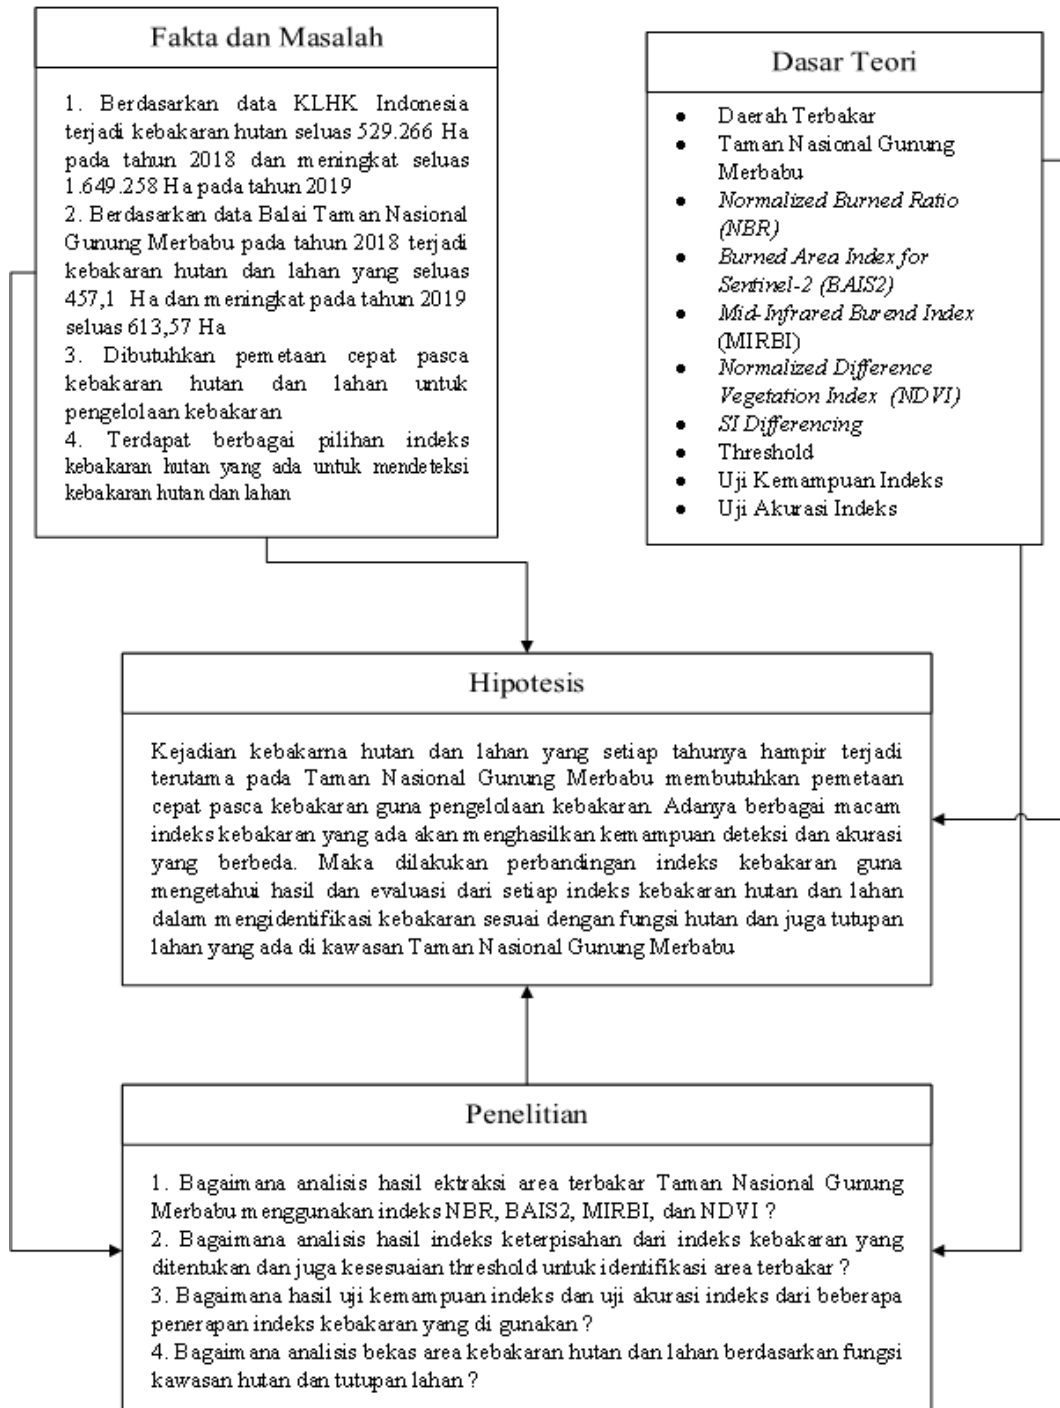 Fakta dan Masalah
1. Berdasarkan data KLHK Indonesia
terjadi kebakaran hutan seluas 529.266 Ha
pada tahun 2018 dan meningkat seluas
1.649.258 Ha pada tahun 2019
2. Berdasarkan data Balai Taman Nasional
Gunung Merbabu pada tahun 2018 terjadi
kebakaran hutan dan lahan yang seluas
457,1 Ha dan meningkat pada tahun 2019
seluas 613,57 Ha
3. Dibutuhkan pemetaan cepat pasca
kebakaran hutan dan lahan untuk
pengelolaan kebakaran
4. Terdapat berbagai pilihan indeks
kebakaran hutan yang ada untuk mendeteksi
kebakaran hutan dan lahan
Dasar Teori
● Daerah Terbakar
● Taman Nasional Gunung
Merbabu
● Normalized Burned Ratio
(NBR)
● Burned Area Index for
Sentinel-2 (BAIS2)
● Mid-Infrared Burend Index
(MIRBI)
● Normalized Difference
Vegetation Index (NDVI)
● SI Differencing
● Threshold
● Uji Kemampuan Indeks
● Uji Akurasi Indeks
Hipotesis
Kejadian kebakarna hutan dan lahan yang setiap tahunya hampir terjadi
terutama pada Taman Nasional Gunung Merbabu membutuhkan pemetaan
cepat pasca kebakaran guna pengelolaan kebakaran. Adanya berbagai macam
indeks kebakaran yang ada akan menghasilkan kemampuan deteksi dan akurasi
yang berbeda. Maka dilakukan perbandingan indeks kebakaran guna
mengetahui hasil dan evaluasi dari setiap indeks kebakaran hutan dan lahan
dalam mengidentifikasi kebakaran sesuai dengan fungsi hutan dan juga tutupan
lahan yang ada di kawasan Taman Nasional Gunung Merbabu
Penelitian
1. Bagaimana analisis hasil ektraksi area terbakar Taman Nasional Gunung
Merbabu menggunakan indeks NBR, BAIS2, MIRBI, dan NDVI ?
2. Bagaimana analisis hasil indeks keterpisahan dari indeks kebakaran yang
ditentukan dan juga kesesuaian threshold untuk identifikasi area terbakar ?
3. Bagaimana hasil uji kemampuan indeks dan uji akurasi indeks dari beberapa
penerapan indeks kebakaran yang di gunakan ?
4. Bagaimana analisis bekas area kebakaran hutan dan lahan berdasarkan fungsi
kawasan hutan dan tutupan lahan ?